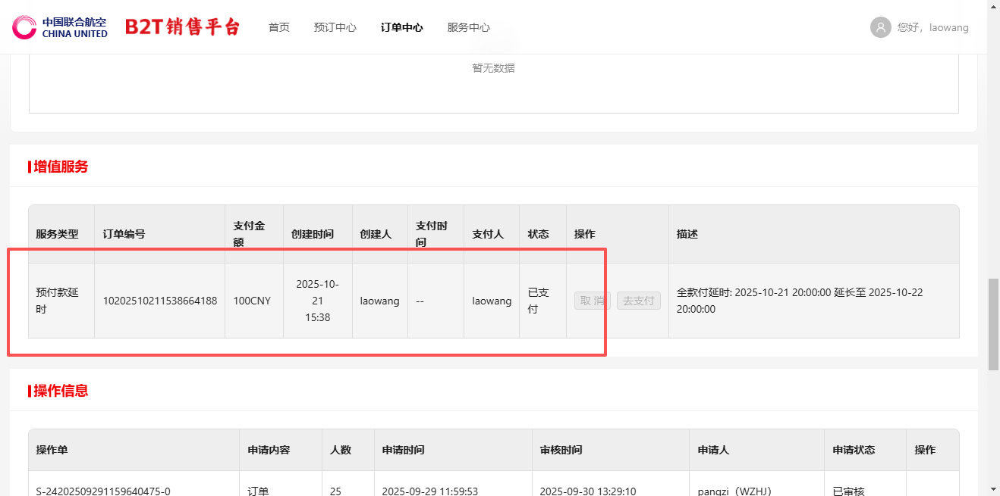 中国联合航空
CHINA UNITED
B2T销售平台
首页
预订中心
订单中心
服务中心
您好，laowang
暂无数据
增值服务
服务类型
订单编号
支付金
额
创建时间
创建人
支付时
间
支付人
状态
操作
描述
预付款延
时
10202510211538664188
100CNY
2025-10-
21
15:38
laowang
--
laowang
已支
付
取 消
去支付
全款付延时: 2025-10-21 20:00:00 延长至 2025-10-22
20:00:00
操作信息
操作单
申请内容
人数
申请时间
审核时间
申请人
申请状态
操作
S-24202509291159640475-0
订单
25
2025-09-29 11:59:53
2025-09-30 13:29:10
pangzi（WZHJ）
已审核